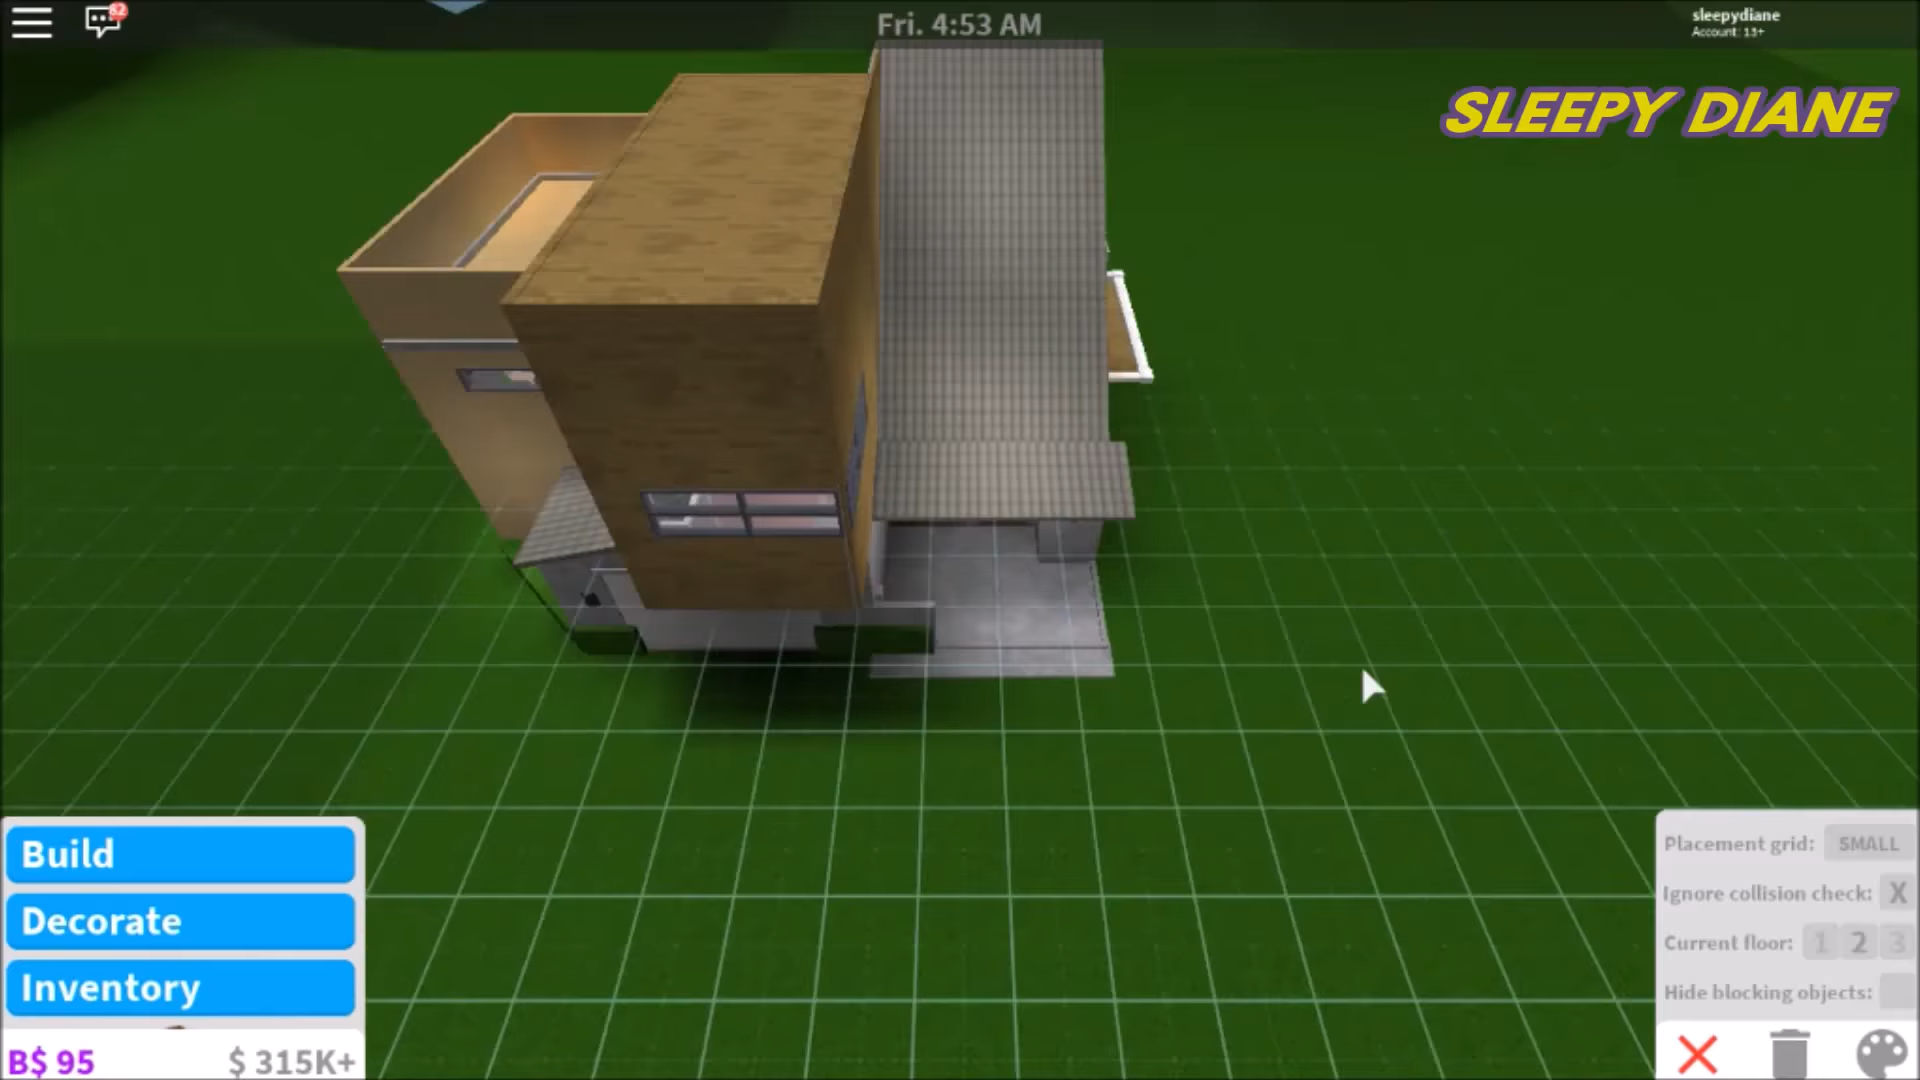 82
Fri. 4:53 AM
sleepydiane
Account: 13+
SLEEPY DIANE
Build
Decorate
Inventory
B$ 95
$ 315K+
Placement grid: SMALL
Ignore collision check: X
Current floor: 1 2 3
Hide blocking objects: